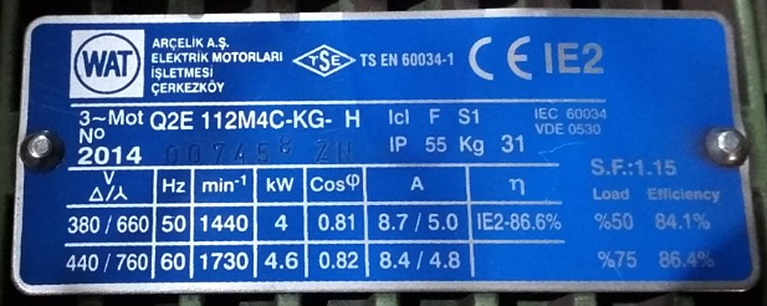 WAT
ARÇELİK A.Ş.
ELEKTRİK MOTORLARI
İŞLETMESİ
ÇERKEZKÖY
TSE TS EN 60034-1
CE IE2
3~Mot Q2E 112M4C-KG- H Icl F S1 IEC 60034
VDE 0530
No 2014 007458 ZN IP 55 Kg 31
S.F.:1.15
V Δ/⅄ Hz min⁻¹ kW Cosφ A η Load Efficiency
380 / 660 50 1440 4 0.81 8.7 / 5.0 IE2-86.6% %50 84.1%
440 / 760 60 1730 4.6 0.82 8.4 / 4.8 %75 86.4%